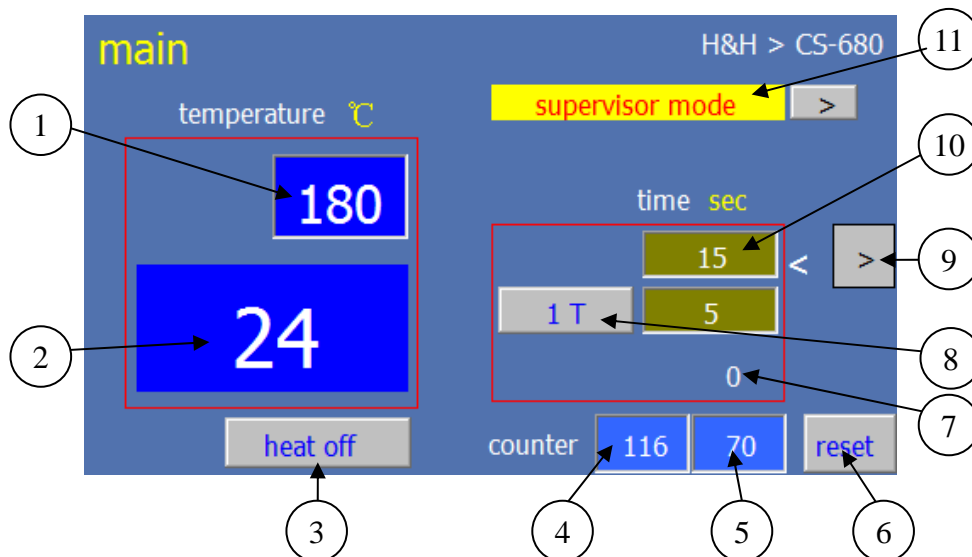 main
H&H > CS-680
11
supervisor mode >
temperature ℃
1
10
180
time sec
15 < >
9
1 T 5
24
2
8
0
7
heat off
counter 116 70 reset
3
4
5
6